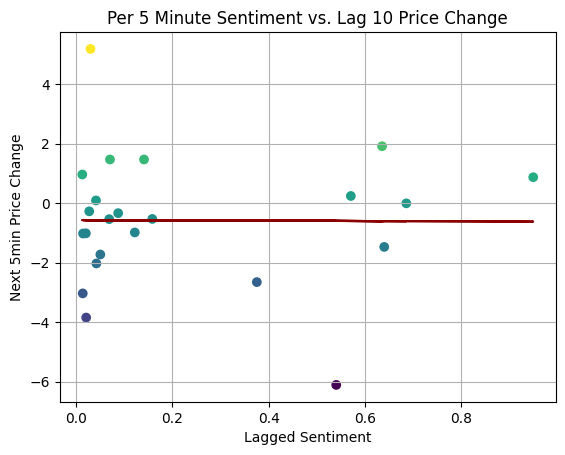 Per 5 Minute Sentiment vs. Lag 10 Price Change
Next 5min Price Change
4
2
0
−2
−4
−6
0.0 0.2 0.4 0.6 0.8
Lagged Sentiment